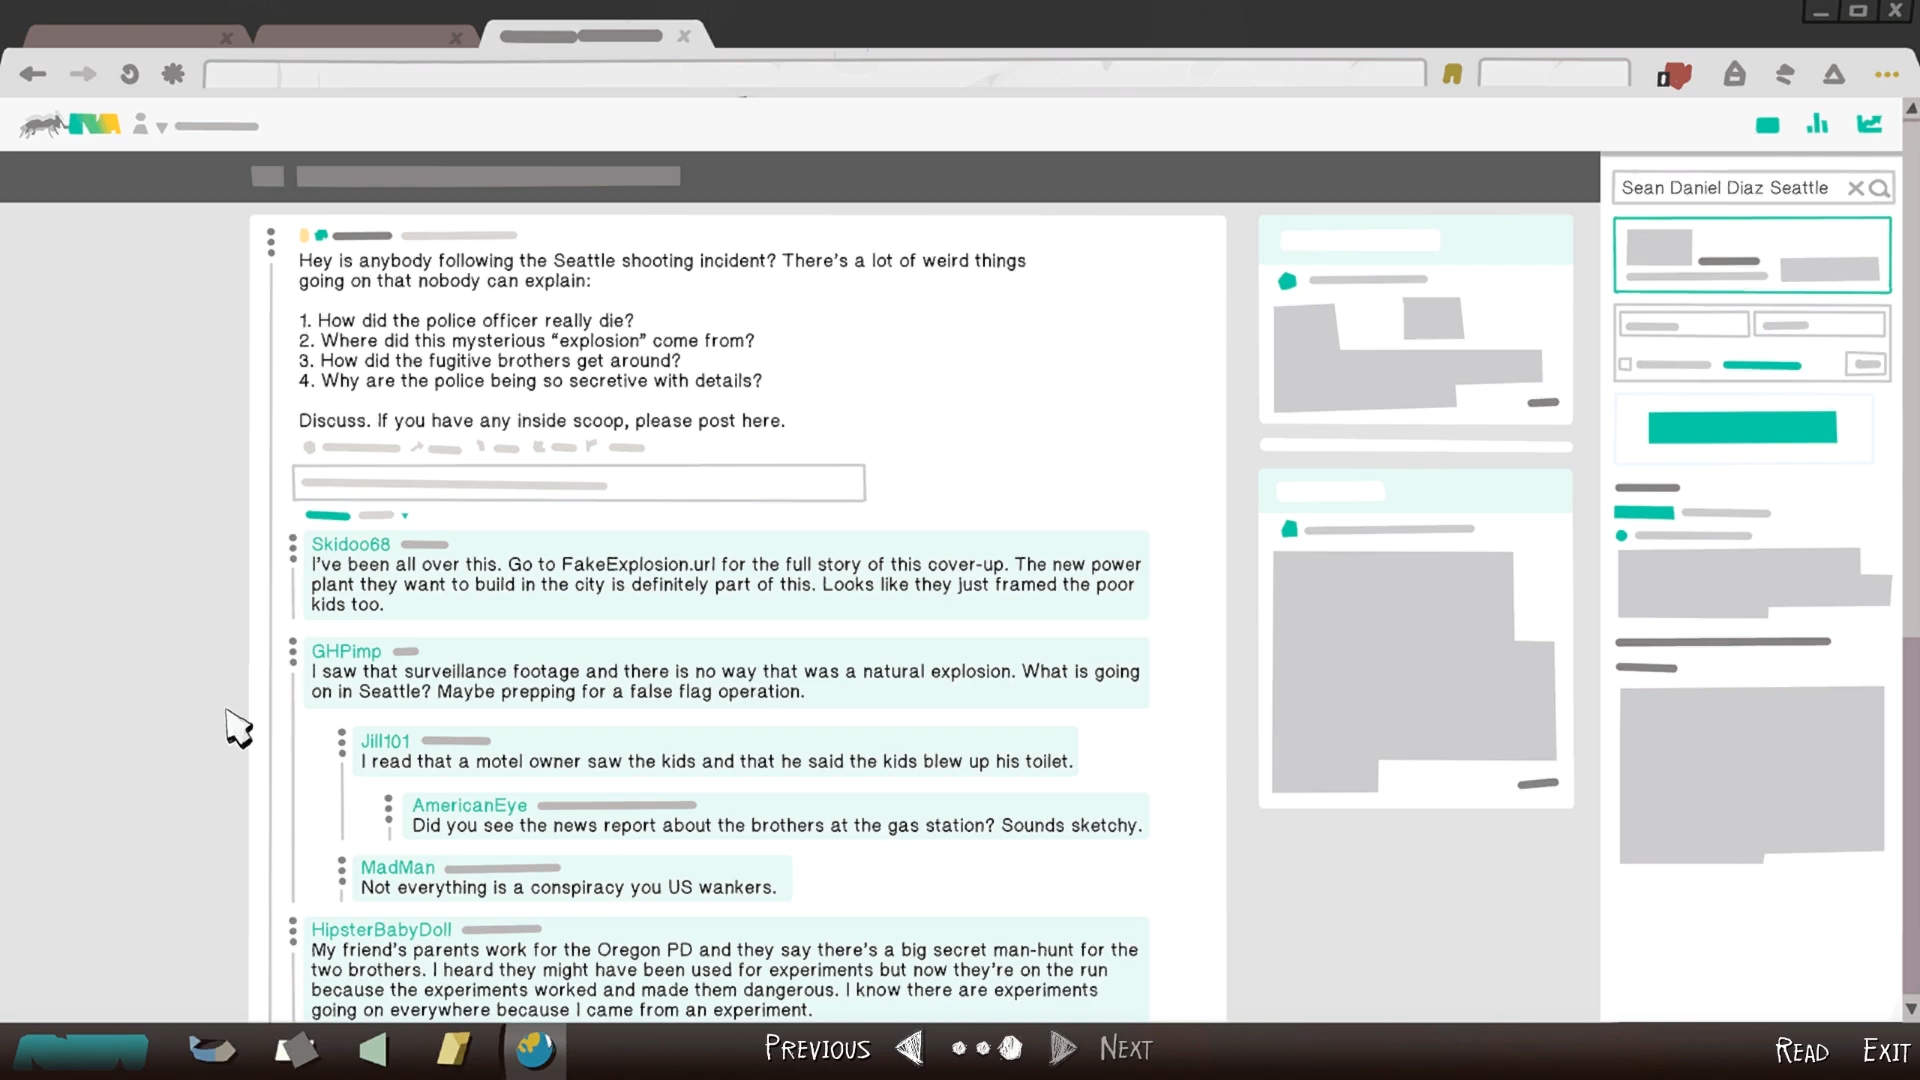 Sean Daniel Diaz Seattle
Hey is anybody following the Seattle shooting incident? There's a lot of weird things
going on that nobody can explain:
1. How did the police officer really die?
2. Where did this mysterious “explosion” come from?
3. How did the fugitive brothers get around?
4. Why are the police being so secretive with details?
Discuss. If you have any inside scoop, please post here.
Skidoo68
I've been all over this. Go to FakeExplosion.url for the full story of this cover-up. The new power
plant they want to build in the city is definitely part of this. Looks like they just framed the poor
kids too.
GHPimp
I saw that surveillance footage and there is no way that was a natural explosion. What is going
on in Seattle? Maybe prepping for a false flag operation.
Jill101
I read that a motel owner saw the kids and that he said the kids blew up his toilet.
AmericanEye
Did you see the news report about the brothers at the gas station? Sounds sketchy.
MadMan
Not everything is a conspiracy you US wankers.
HipsterBabyDoll
My friend's parents work for the Oregon PD and they say there's a big secret man-hunt for the
two brothers. I heard they might have been used for experiments but now they're on the run
because the experiments worked and made them dangerous. I know there are experiments
going on everywhere because I came from an experiment.
PREVIOUS
NEXT
READ
EXIT